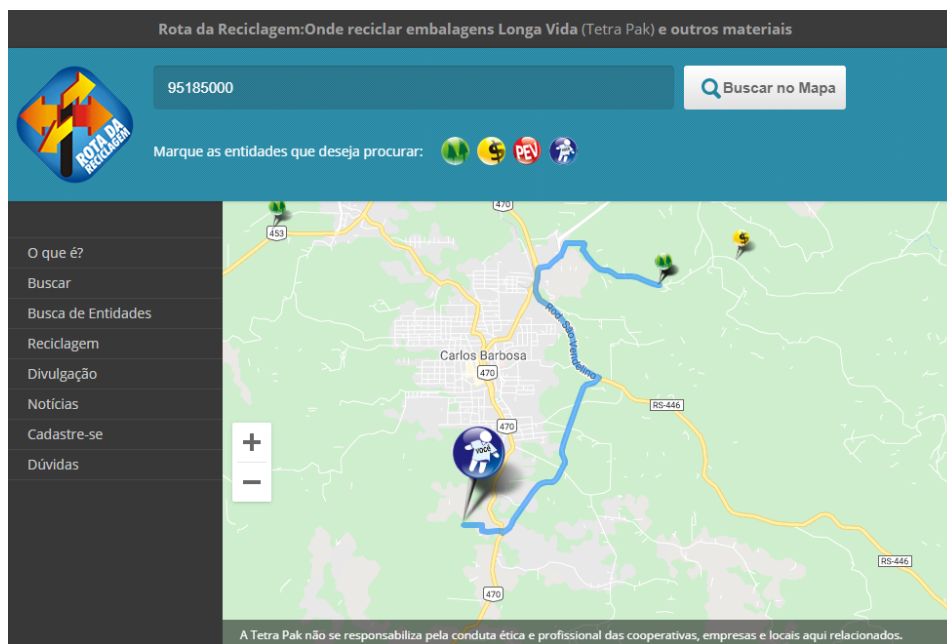 Rota da Reciclagem:Onde reciclar embalagens Longa Vida (Tetra Pak) e outros materiais
ROTA DA
RECICLAGEM
95185000
Buscar no Mapa
Marque as entidades que deseja procurar:
$
PEV
O que é?
Buscar
Busca de Entidades
Reciclagem
Divulgação
Notícias
Cadastre-se
Dúvidas
470
453
$
Rod. São Vendelino
Carlos Barbosa
470
RS-446
470
VOCÊ
+
−
RS-446
470
A Tetra Pak não se responsabiliza pela conduta ética e profissional das cooperativas, empresas e locais aqui relacionados.